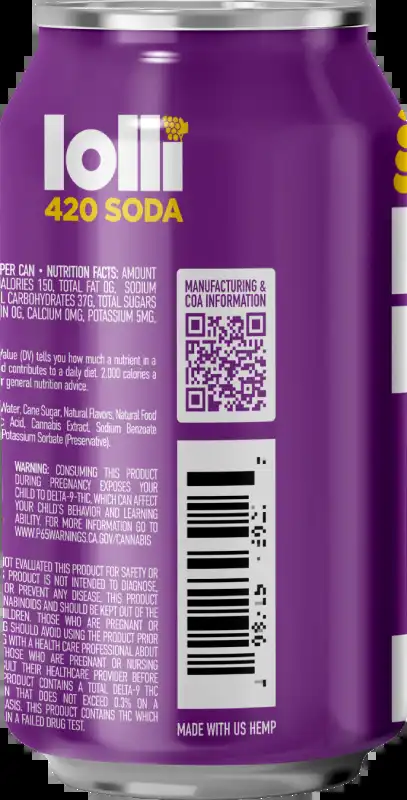 lolli
420 SODA
PER CAN • NUTRITION FACTS: AMOUNT
ALORIES 150, TOTAL FAT 0G, SODIUM
L CARBOHYDRATES 37G, TOTAL SUGARS
IN 0G, CALCIUM 0MG, POTASSIUM 5MG,
Value (DV) tells you how much a nutrient in a
d contributes to a daily diet. 2,000 calories a
r general nutrition advice.
Water, Cane Sugar, Natural Flavors, Natural Food
c Acid, Cannabis Extract, Sodium Benzoate
Potassium Sorbate (Preservative).
WARNING: CONSUMING THIS PRODUCT
DURING PREGNANCY EXPOSES YOUR
CHILD TO DELTA-9-THC, WHICH CAN AFFECT
YOUR CHILD'S BEHAVIOR AND LEARNING
ABILITY. FOR MORE INFORMATION GO TO
WWW.P65WARNINGS.CA.GOV/CANNABIS
NOT EVALUATED THIS PRODUCT FOR SAFETY OR
S PRODUCT IS NOT INTENDED TO DIAGNOSE,
OR PREVENT ANY DISEASE. THIS PRODUCT
NABINOIDS AND SHOULD BE KEPT OUT OF THE
ILDREN. THOSE WHO ARE PREGNANT OR
G SHOULD AVOID USING THE PRODUCT PRIOR
G WITH A HEALTH CARE PROFESSIONAL ABOUT
THOSE WHO ARE PREGNANT OR NURSING
ULT THEIR HEALTHCARE PROVIDER BEFORE
PRODUCT CONTAINS A TOTAL DELTA-9 THC
N THAT DOES NOT EXCEED 0.3% ON A
ASIS. THIS PRODUCT CONTAINS THC WHICH
IN A FAILED DRUG TEST.
MANUFACTURING &
COA INFORMATION
MADE WITH US HEMP